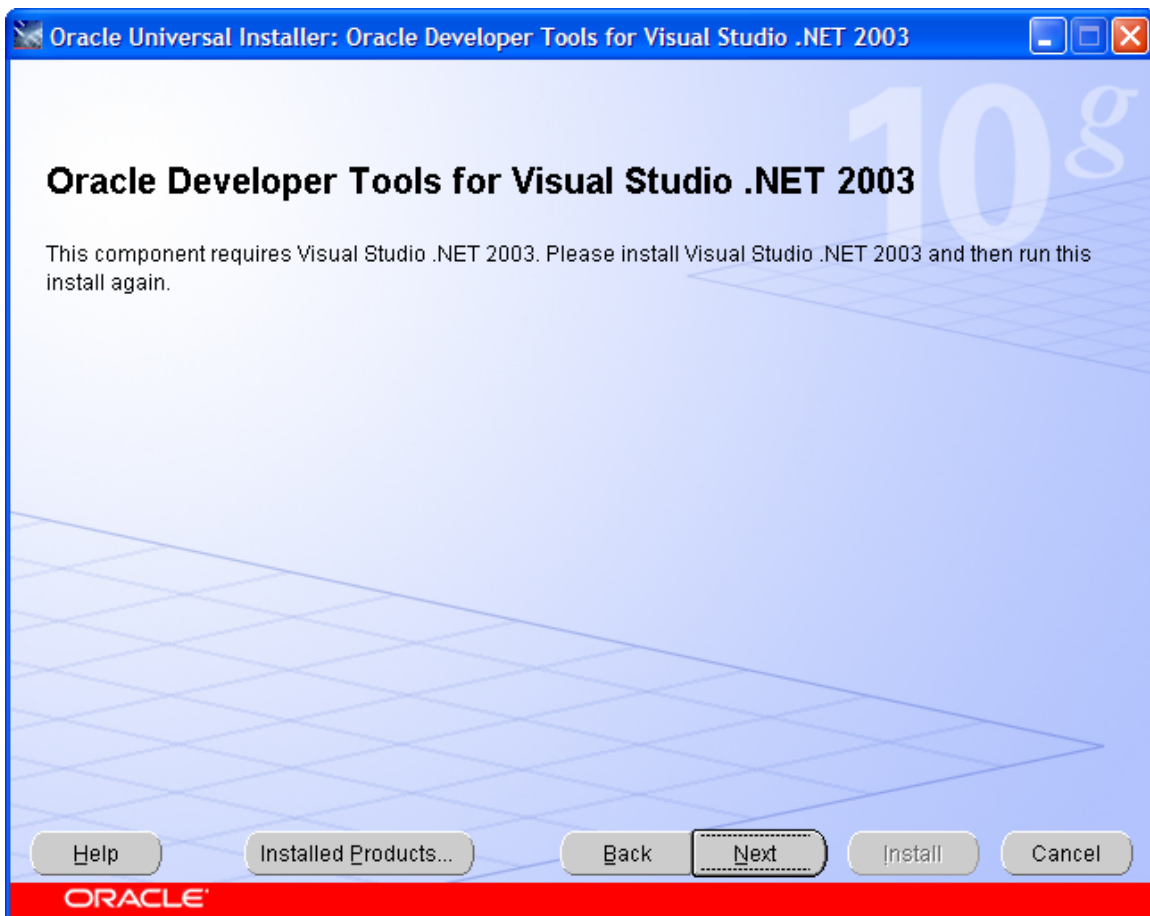 Oracle Universal Installer: Oracle Developer Tools for Visual Studio .NET 2003
10g
Oracle Developer Tools for Visual Studio .NET 2003
This component requires Visual Studio .NET 2003. Please install Visual Studio .NET 2003 and then run this
install again.
Help Installed Products... Back Next Install Cancel
ORACLE